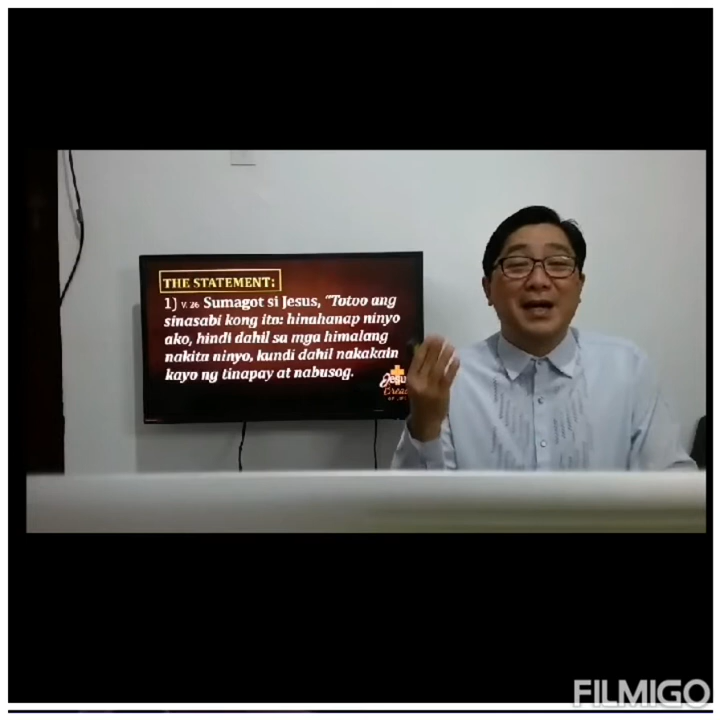 THE STATEMENT:
1) v. 26 Sumagot si Jesus, "Totoo ang
sinasabi kong ito: hinahanap ninyo
ako, hindi dahil sa mga himalang
nakita ninyo, kundi dahil nakakain
kayo ng tinapay at nabusog.
FILMIGO